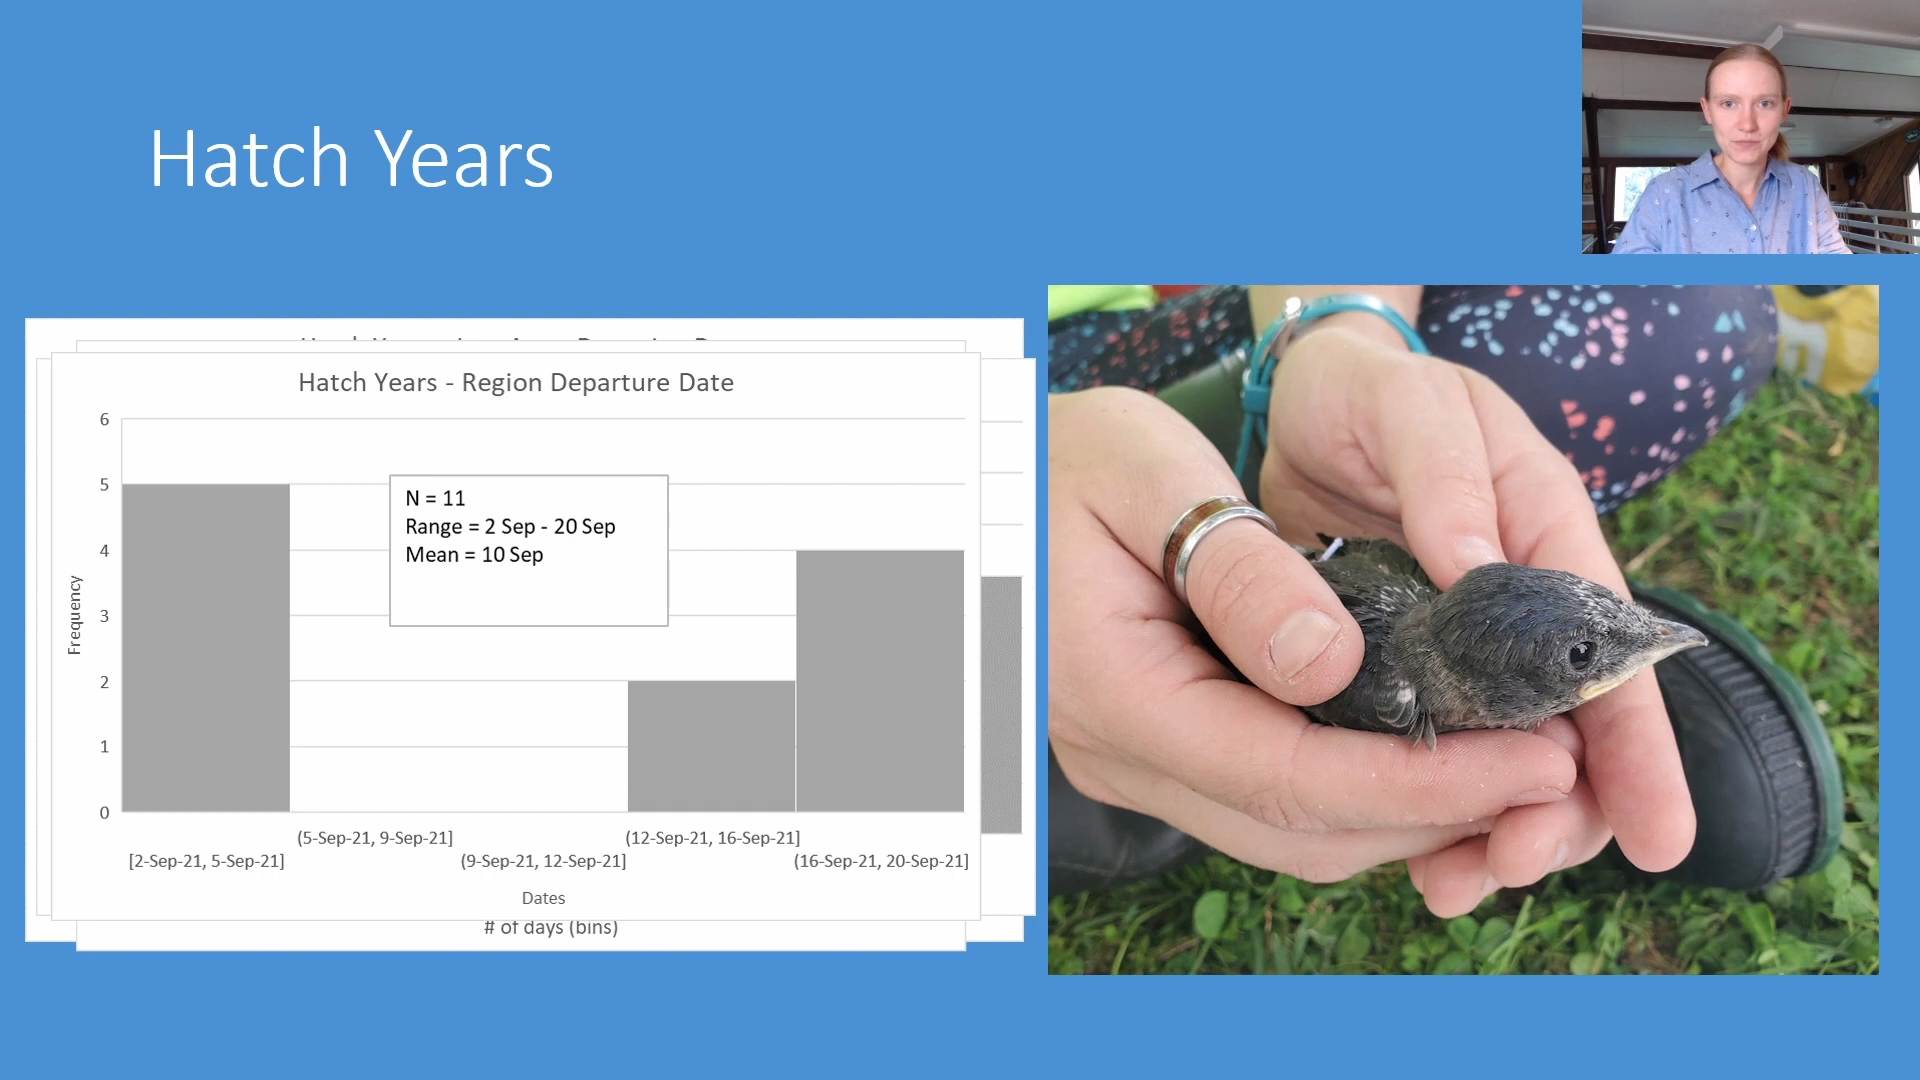 Hatch Years
Hatch Years - Region Departure Date
6
5
4
3
2
1
0
Frequency
N = 11
Range = 2 Sep - 20 Sep
Mean = 10 Sep
[2-Sep-21, 5-Sep-21]
(5-Sep-21, 9-Sep-21]
(9-Sep-21, 12-Sep-21]
(12-Sep-21, 16-Sep-21]
(16-Sep-21, 20-Sep-21]
Dates
# of days (bins)